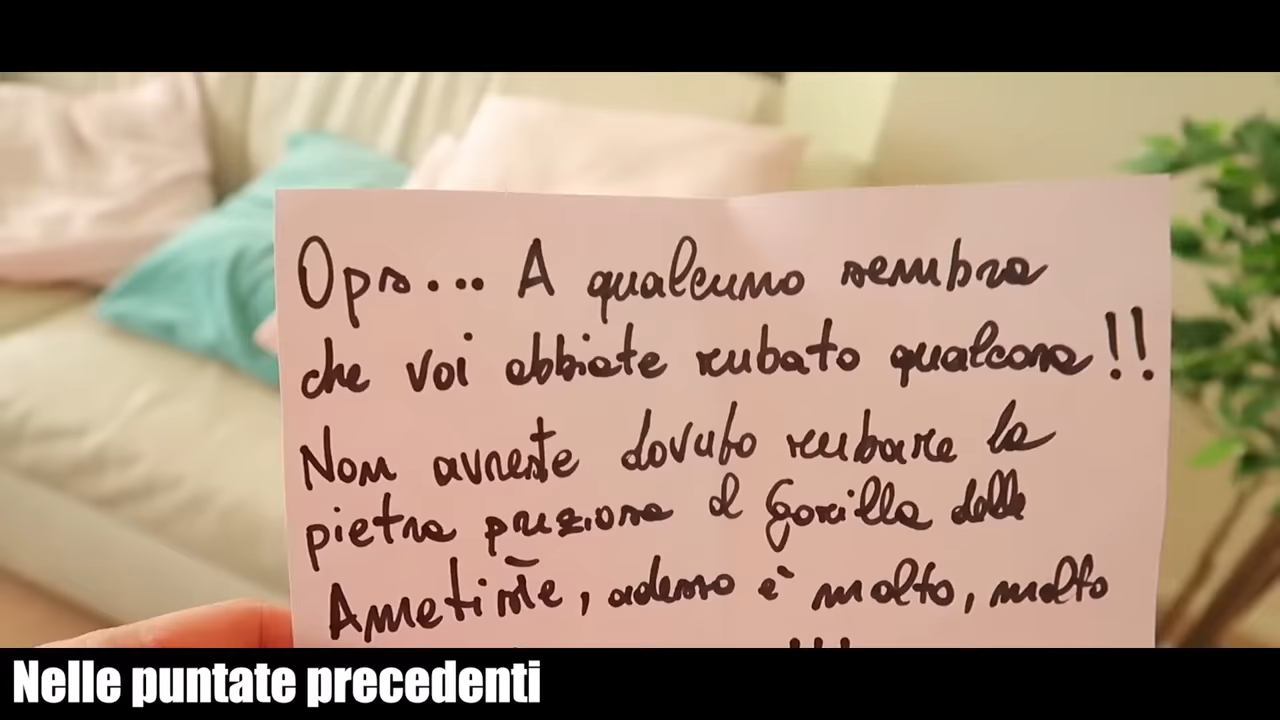 Ops... A qualcuno sembra
che voi abbiate rubato qualcosa!!
Non avreste dovuto rubare la
pietra preziosa al Gorilla delle
Ametiste, adesso è molto, molto
!!!
Nelle puntate precedenti